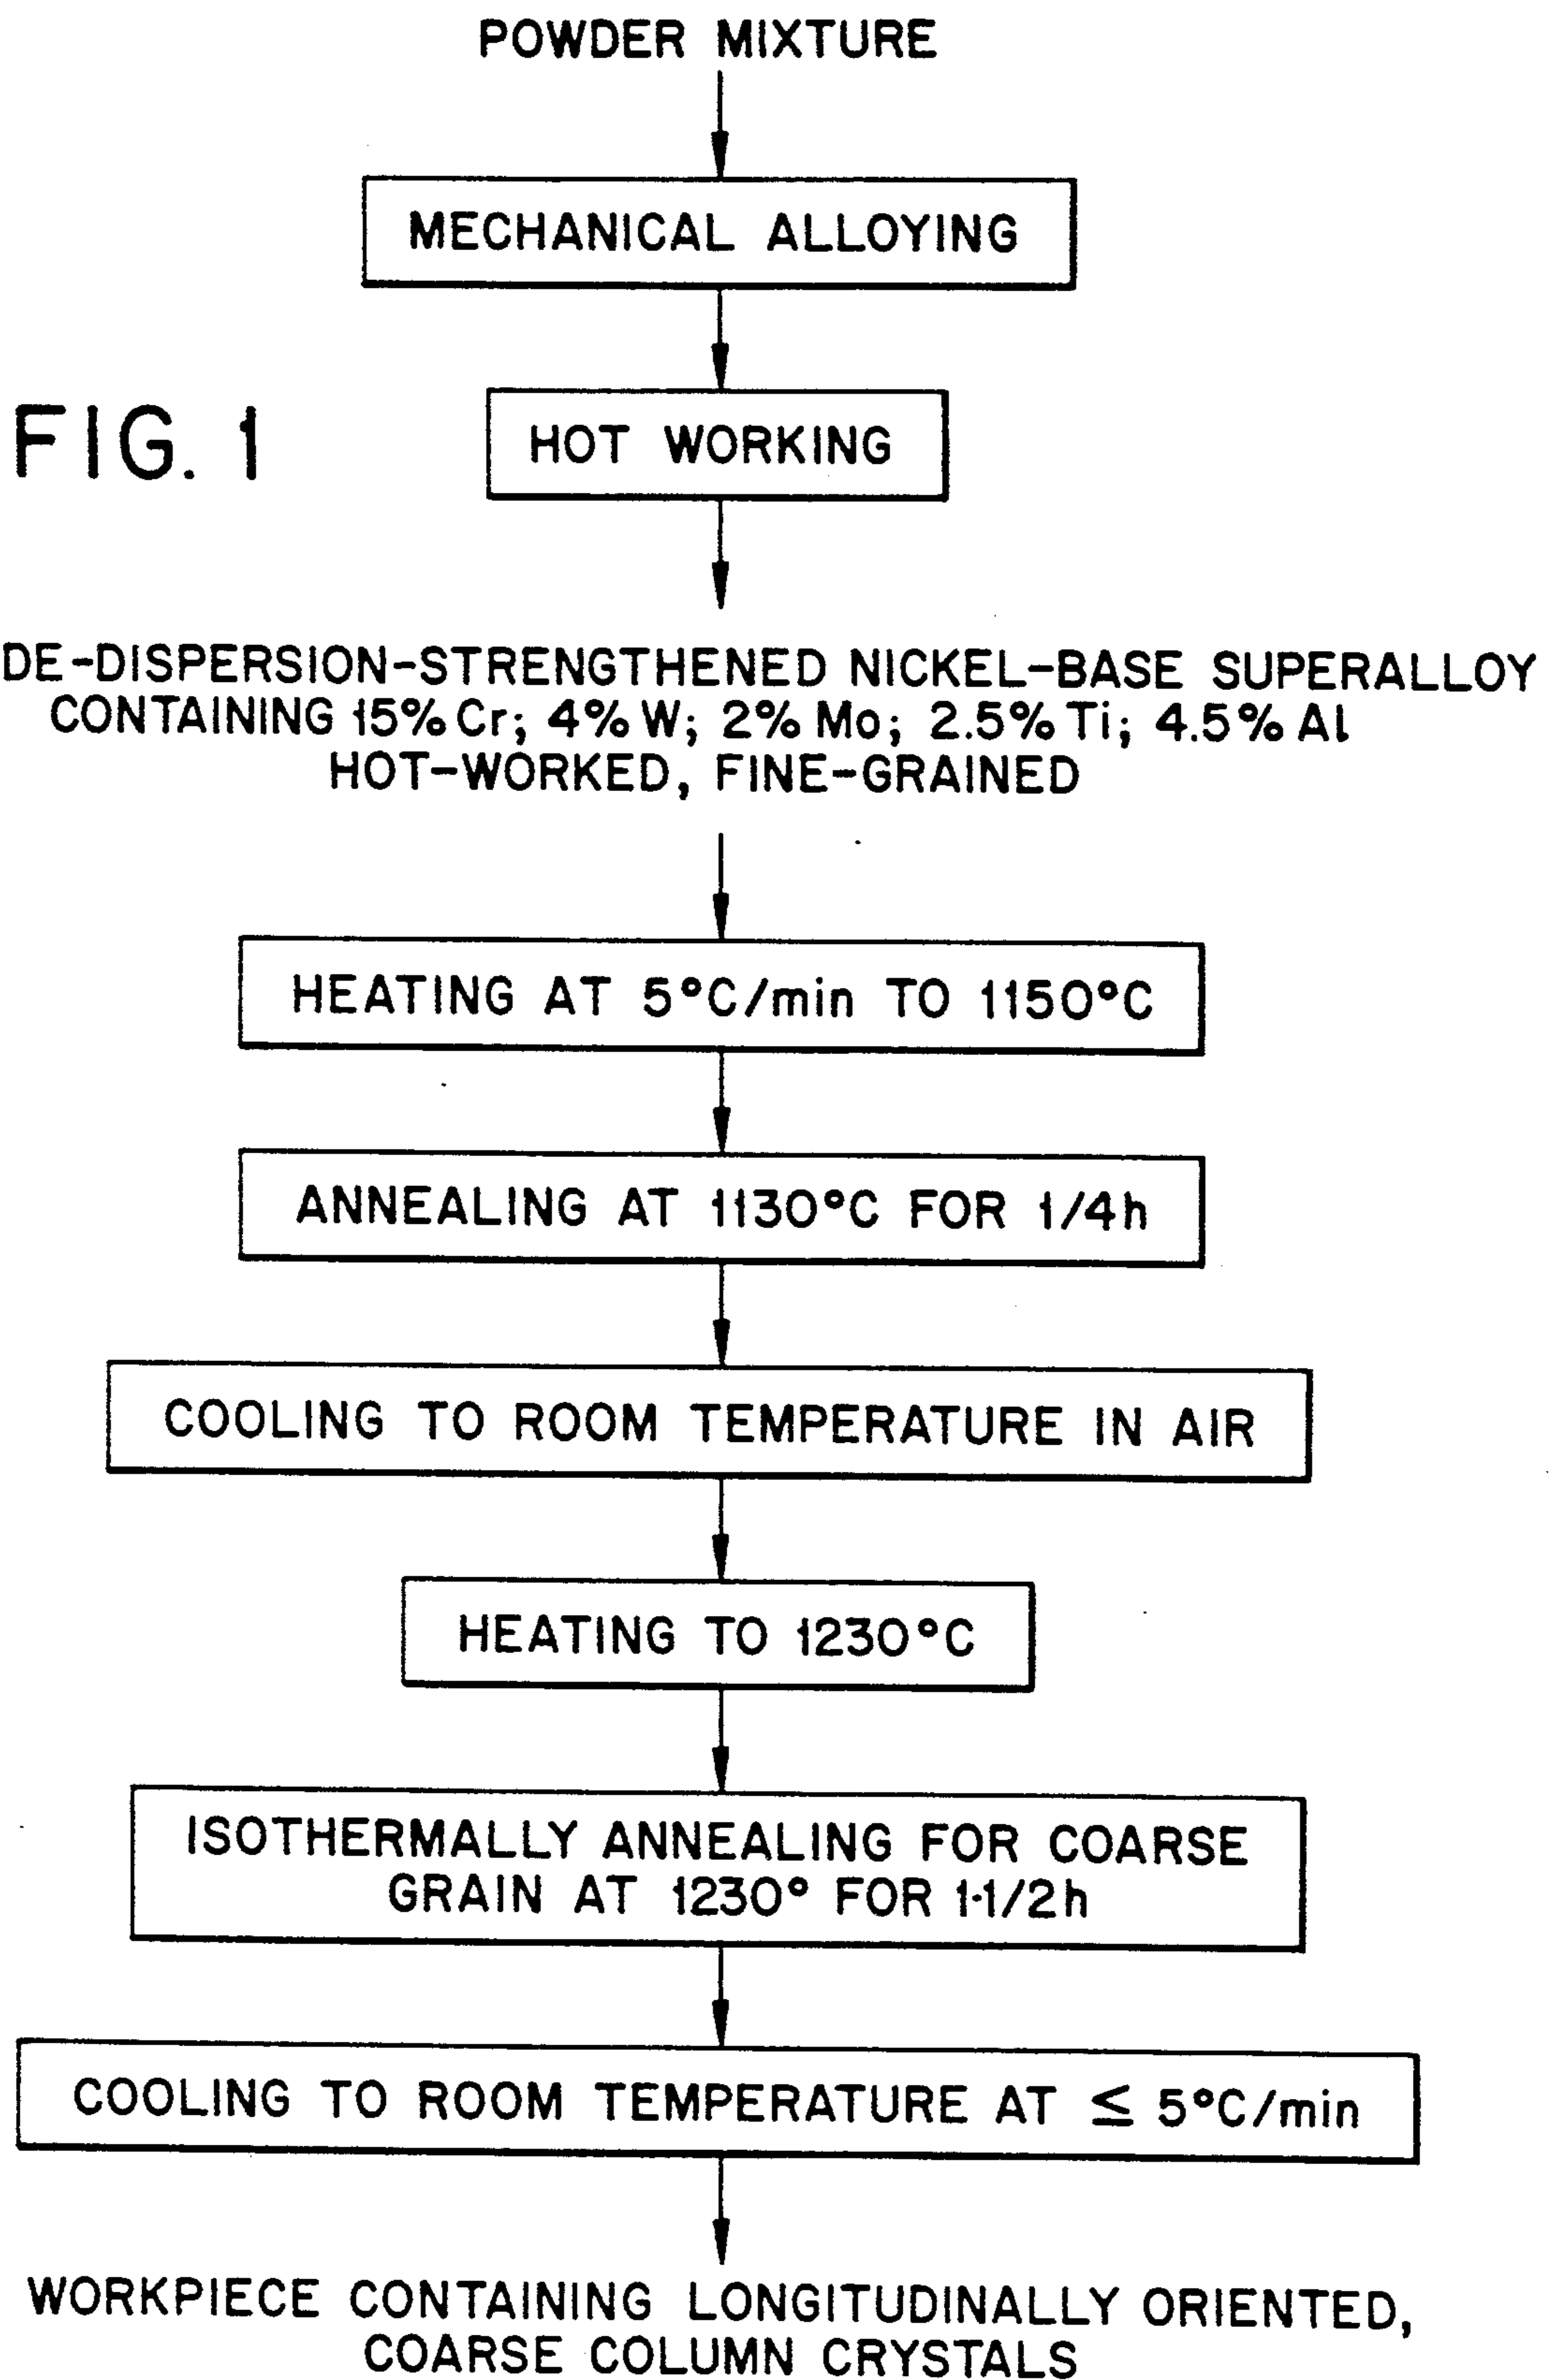 POWDER MIXTURE
MECHANICAL ALLOYING
FIG. 1
HOT WORKING
DE-DISPERSION-STRENGTHENED NICKEL-BASE SUPERALLOY
CONTAINING 15% Cr; 4% W; 2% Mo; 2.5% Ti; 4.5% Al
HOT-WORKED, FINE-GRAINED
HEATING AT 5°C/min TO 1150°C
ANNEALING AT 1130°C FOR 1/4h
COOLING TO ROOM TEMPERATURE IN AIR
HEATING TO 1230°C
ISOTHERMALLY ANNEALING FOR COARSE
GRAIN AT 1230° FOR 1·1/2h
COOLING TO ROOM TEMPERATURE AT ≤ 5°C/min
WORKPIECE CONTAINING LONGITUDINALLY ORIENTED,
COARSE COLUMN CRYSTALS